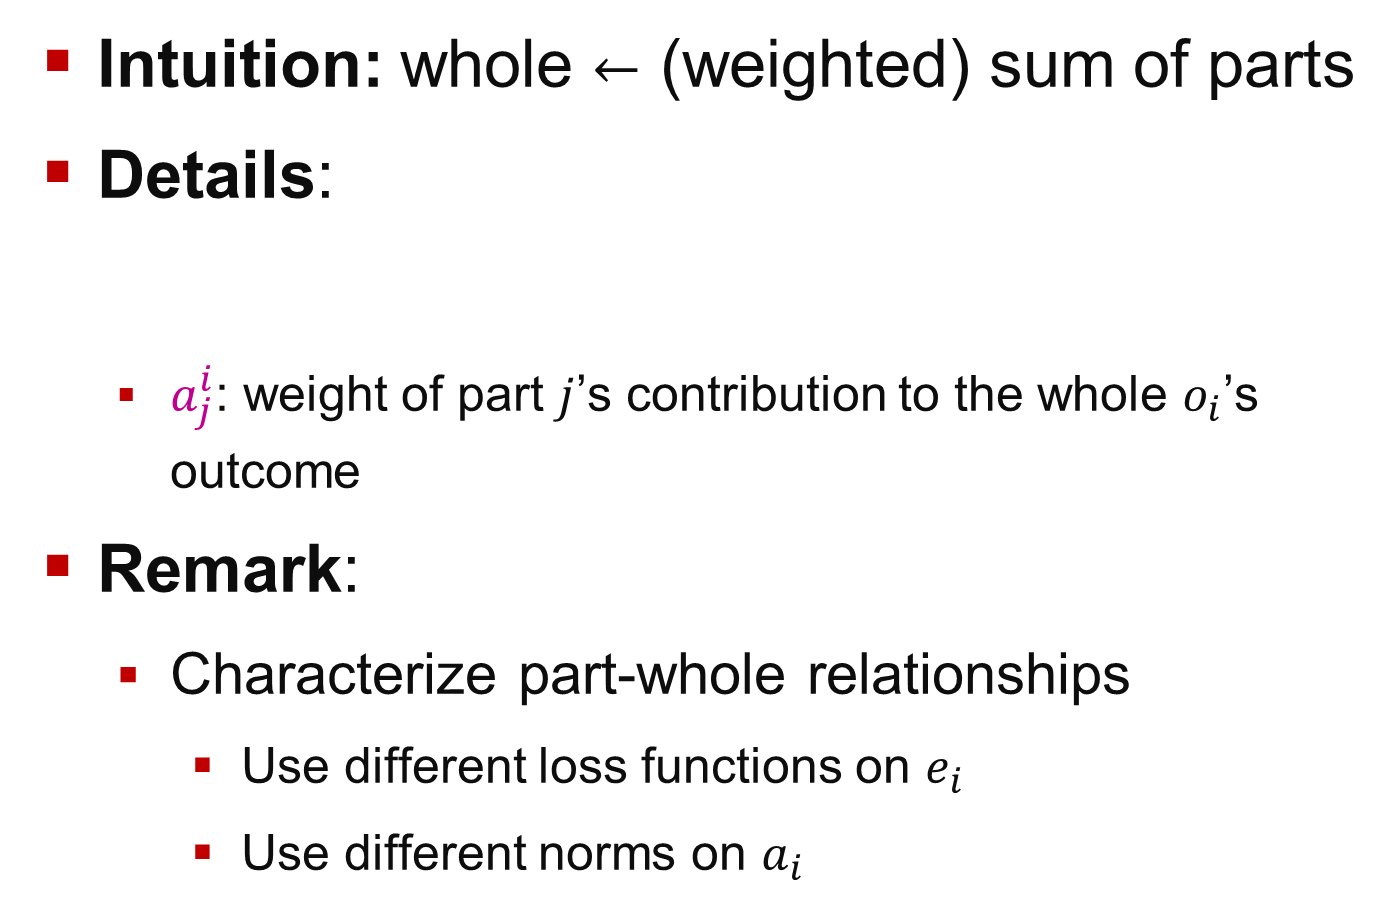 ▪ Intuition: whole ← (weighted) sum of parts
▪ Details:
▪ $a_j^i$: weight of part $j$’s contribution to the whole $o_i$’s
outcome
▪ Remark:
▪ Characterize part-whole relationships
▪ Use different loss functions on $e_i$
▪ Use different norms on $a_i$